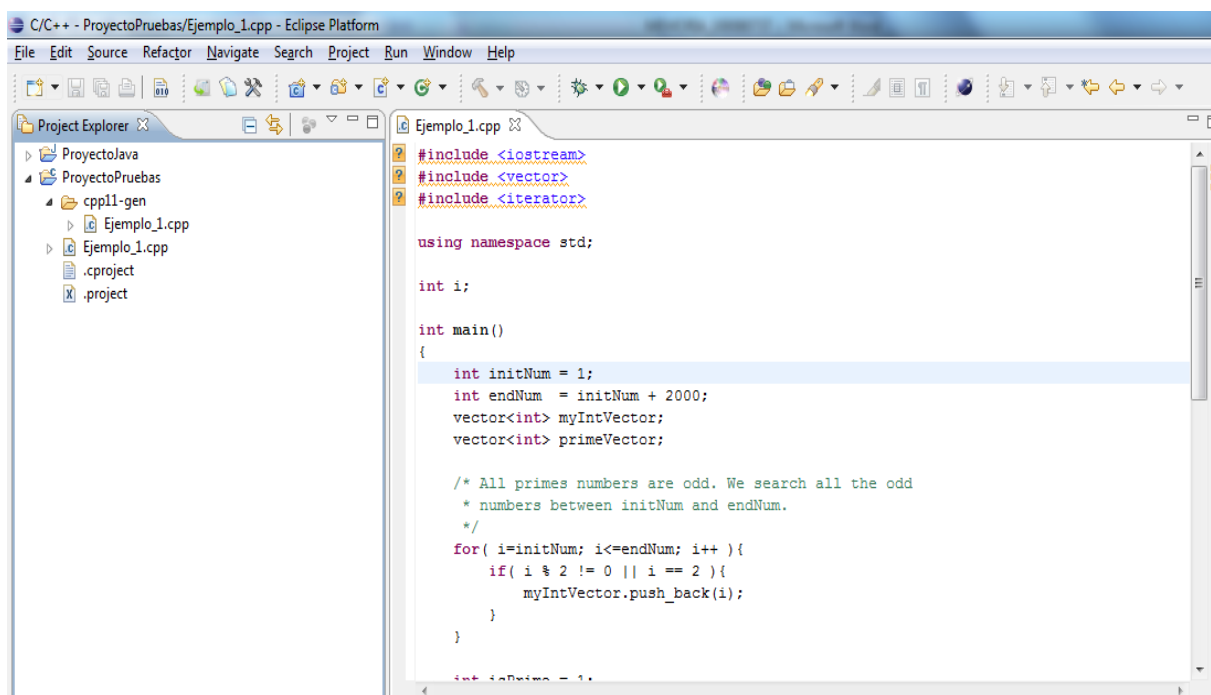 C/C++ - ProyectoPruebas/Ejemplo_1.cpp - Eclipse Platform
File Edit Source Refactor Navigate Search Project Run Window Help
Project Explorer
ProyectoJava
ProyectoPruebas
cpp11-gen
Ejemplo_1.cpp
Ejemplo_1.cpp
.cproject
.project
Ejemplo_1.cpp
#include <iostream>
#include <vector>
#include <iterator>
using namespace std;
int i;
int main()
{
int initNum = 1;
int endNum  = initNum + 2000;
vector<int> myIntVector;
vector<int> primeVector;
/* All primes numbers are odd. We search all the odd
* numbers between initNum and endNum.
*/
for( i=initNum; i<=endNum; i++ ){
if( i % 2 != 0 || i == 2 ){
myIntVector.push_back(i);
}
}
int isPrime = 1;